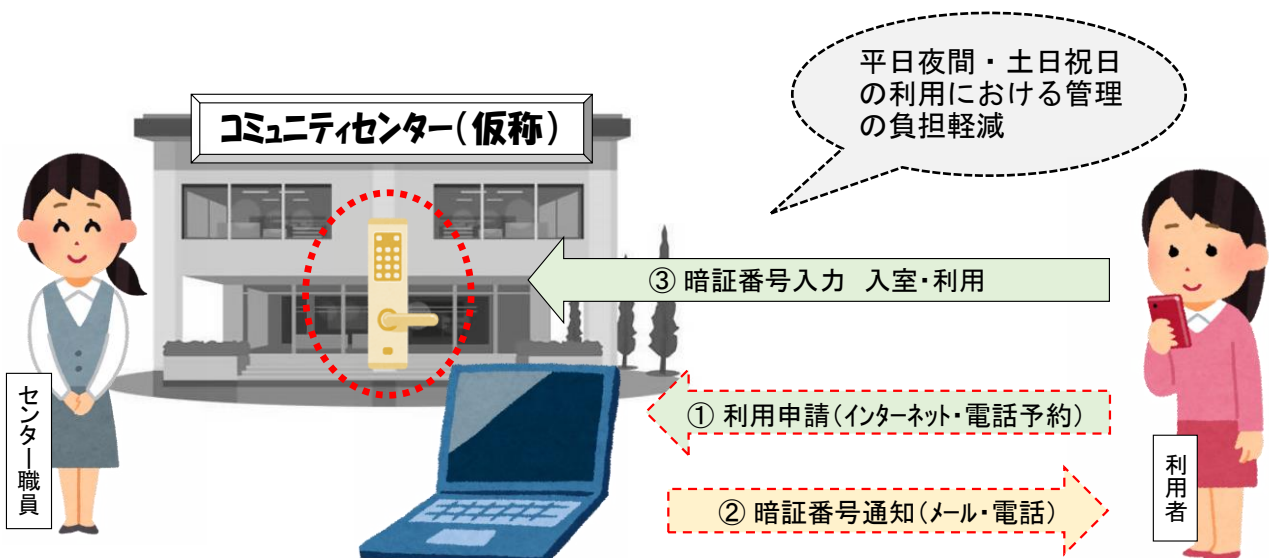 平日夜間・土日祝日
の利用における管理
の負担軽減
コミュニティセンター(仮称)
③ 暗証番号入力　入室・利用
① 利用申請(インターネット・電話予約)
② 暗証番号通知(メール・電話)
センター職員
利用者